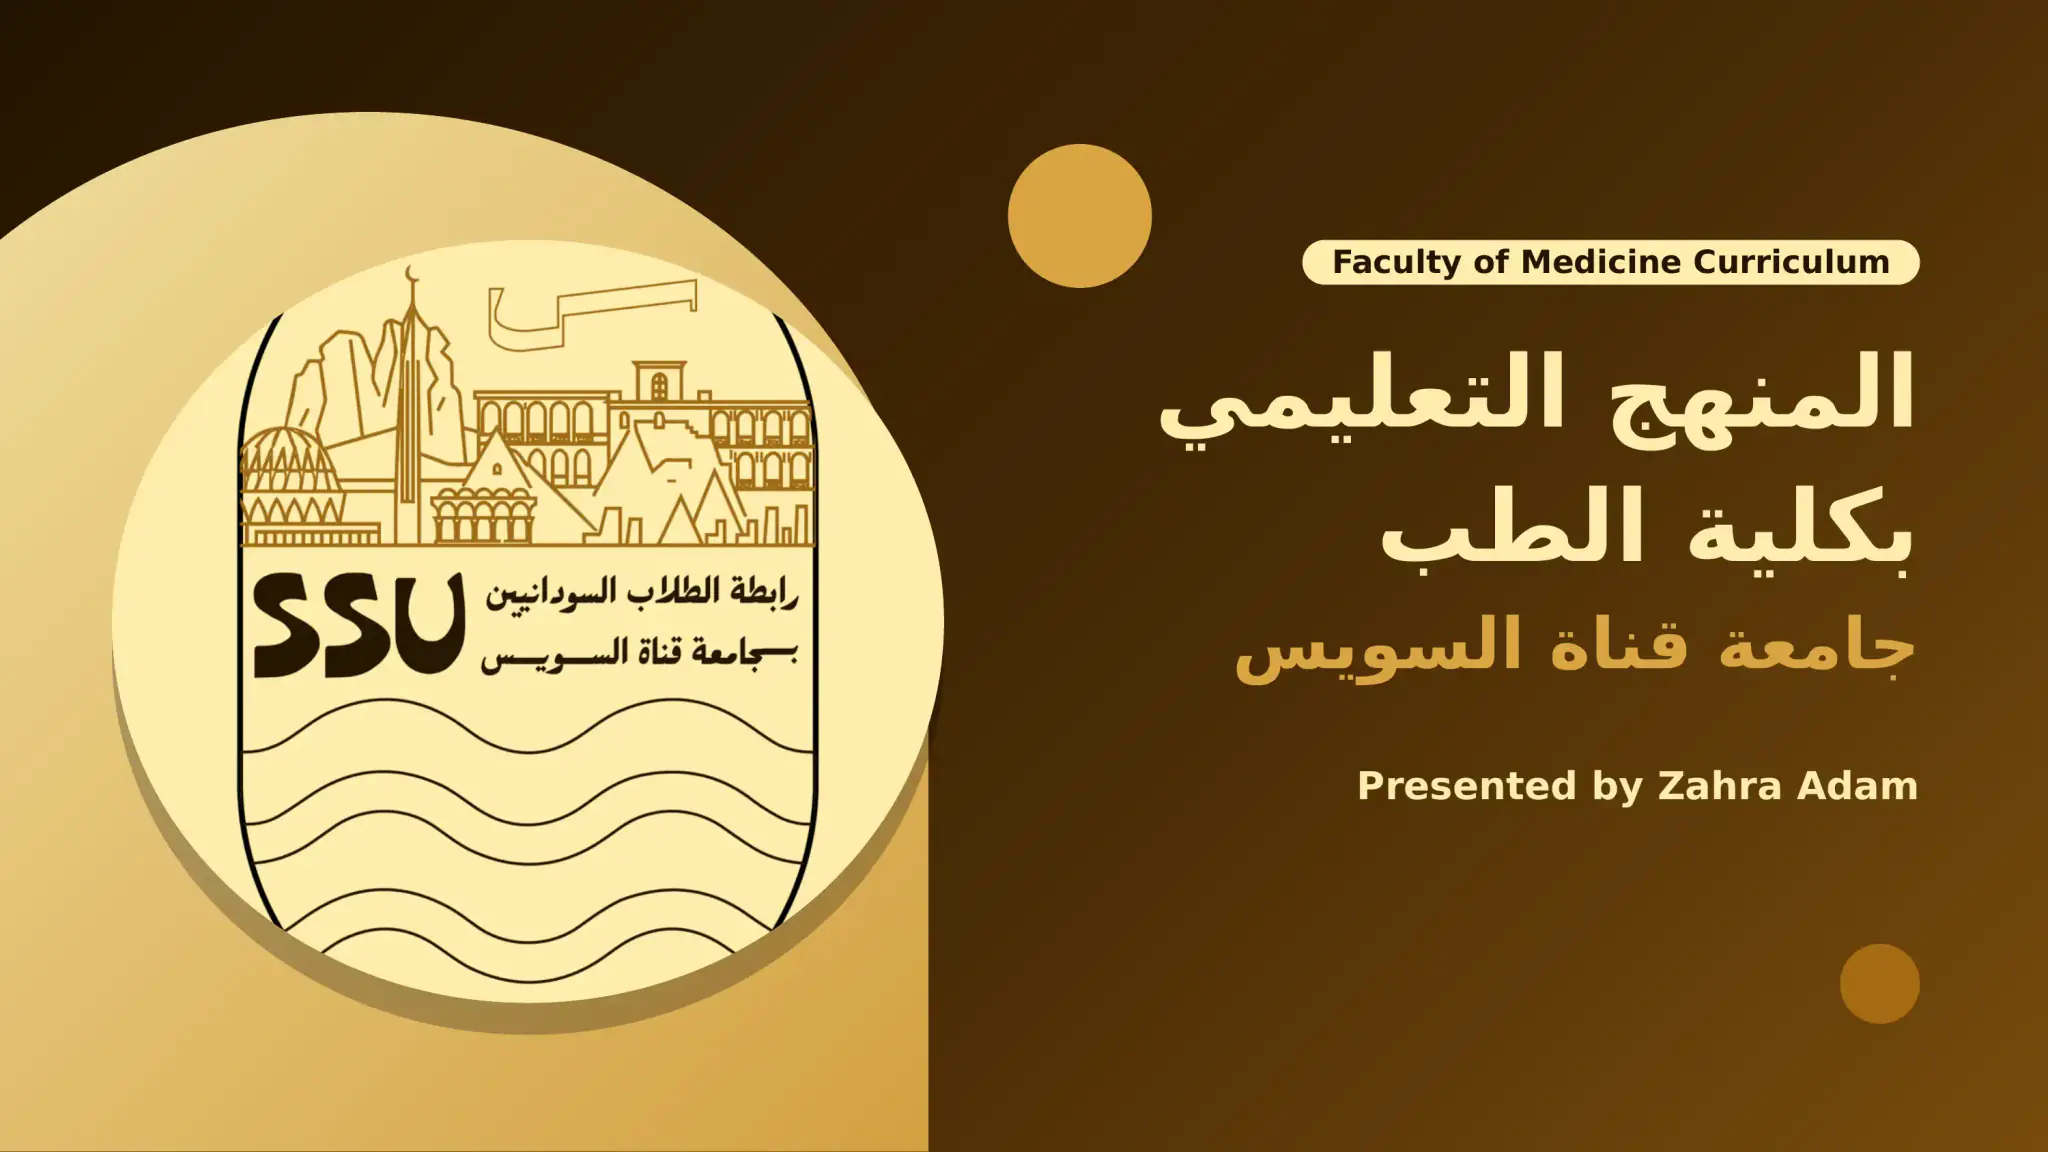 Faculty of Medicine Curriculum
المنهج التعليمي
بكلية الطب
جامعة قناة السويس
Presented by Zahra Adam
SSU
رابطة الطلاب السودانيين
بجامعة قناة السويس